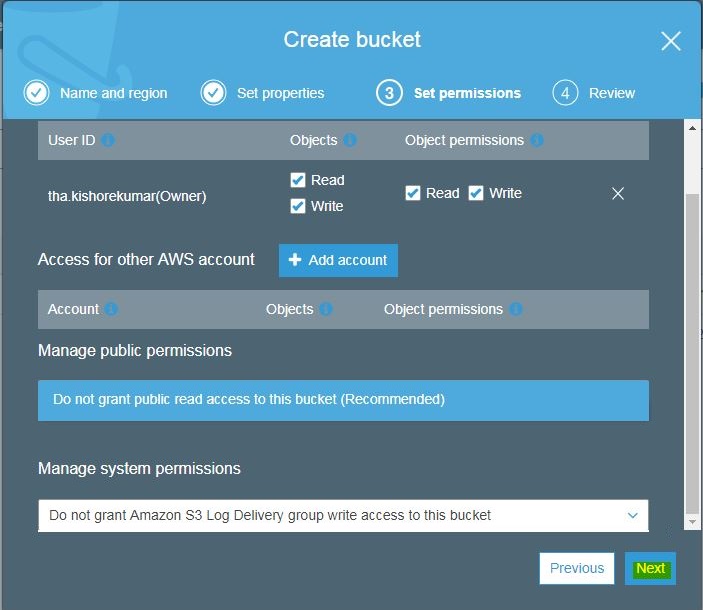 Create bucket
Name and region Set properties 3 Set permissions 4 Review
User ID Objects Object permissions
tha.kishorekumar(Owner) Read Read Write
Write
Access for other AWS account + Add account
Account Objects Object permissions
Manage public permissions
Do not grant public read access to this bucket (Recommended)
Manage system permissions
Do not grant Amazon S3 Log Delivery group write access to this bucket
Previous Next